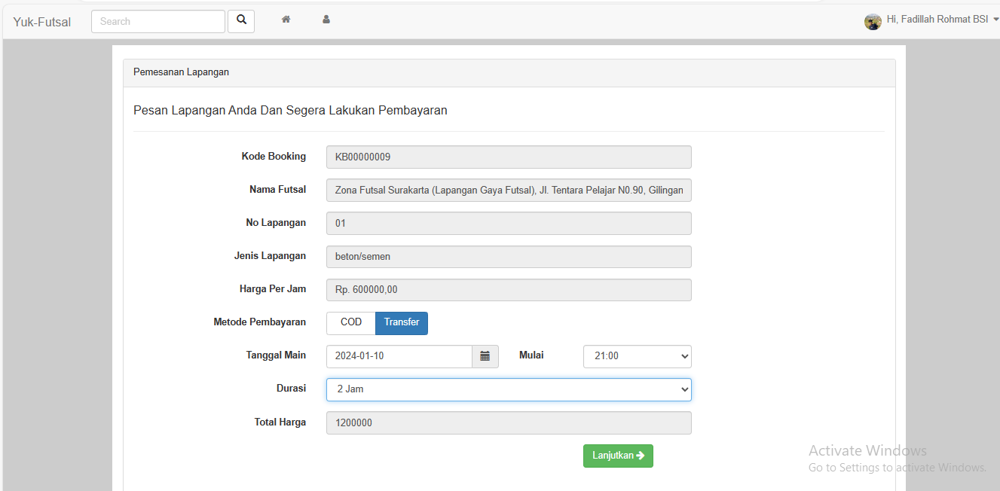 Yuk-Futsal Search Hi, Fadillah Rohmat BSI
Pemesanan Lapangan
Pesan Lapangan Anda Dan Segera Lakukan Pembayaran
Kode Booking KB00000009
Nama Futsal Zona Futsal Surakarta (Lapangan Gaya Futsal), Jl. Tentara Pelajar N0.90, Gilingan
No Lapangan 01
Jenis Lapangan beton/semen
Harga Per Jam Rp. 600000,00
Metode Pembayaran COD Transfer
Tanggal Main 2024-01-10 Mulai 21:00
Durasi 2 Jam
Total Harga 1200000
Lanjutkan
Activate Windows
Go to Settings to activate Windows.